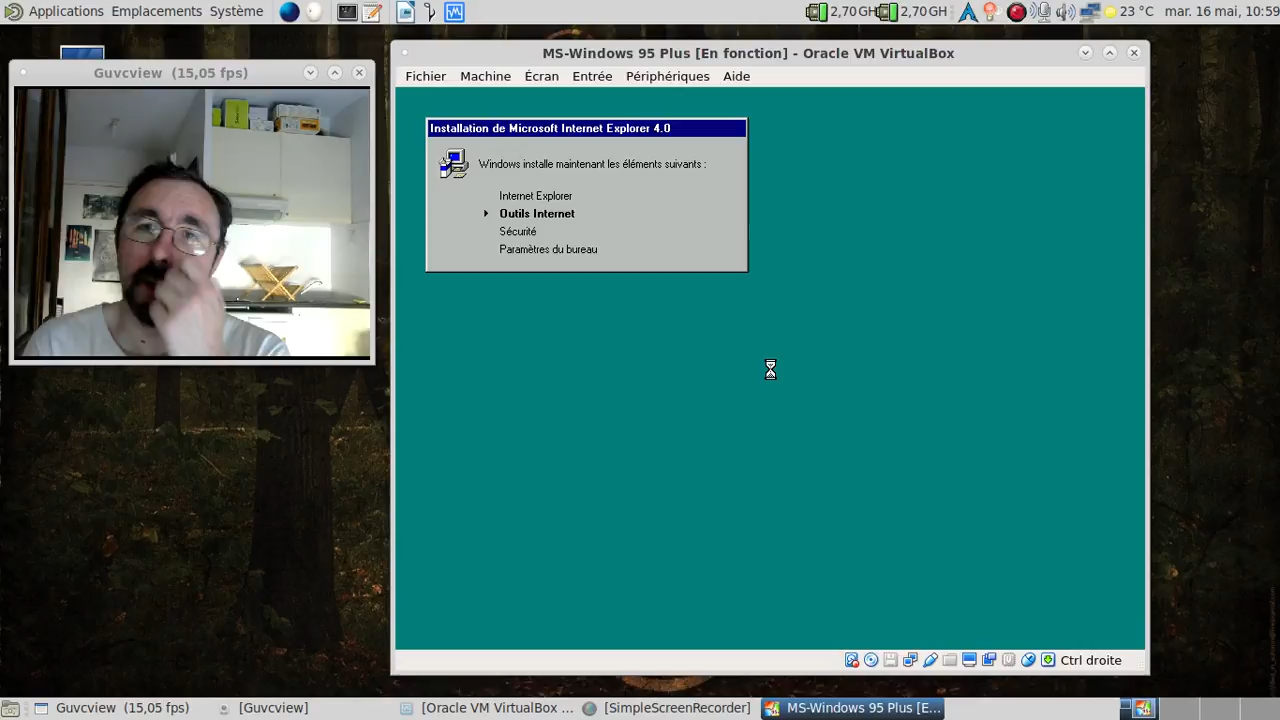 Applications Emplacements Système
2,70 GH 2,70 GH 23 °C mar. 16 mai, 10:59
Guvcview (15,05 fps)
MS-Windows 95 Plus [En fonction] - Oracle VM VirtualBox
Fichier Machine Écran Entrée Périphériques Aide
Installation de Microsoft Internet Explorer 4.0
Windows installe maintenant les éléments suivants :
Internet Explorer
Outils Internet
Sécurité
Paramètres du bureau
Ctrl droite
Guvcview (15,05 fps) [Guvcview] [Oracle VM VirtualBox ... [SimpleScreenRecorder] MS-Windows 95 Plus [E...